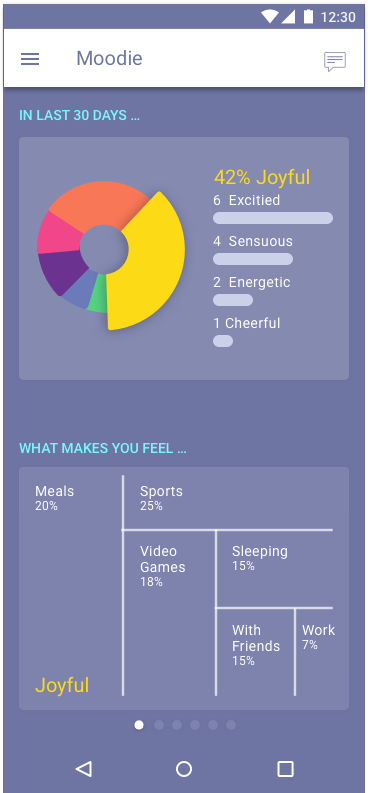 12:30
Moodie
IN LAST 30 DAYS ...
42% Joyful
6 Excitied
4 Sensuous
2 Energetic
1 Cheerful
WHAT MAKES YOU FEEL ...
Meals
20%
Sports
25%
Video
Games
18%
Sleeping
15%
With
Friends
15%
Work
7%
Joyful